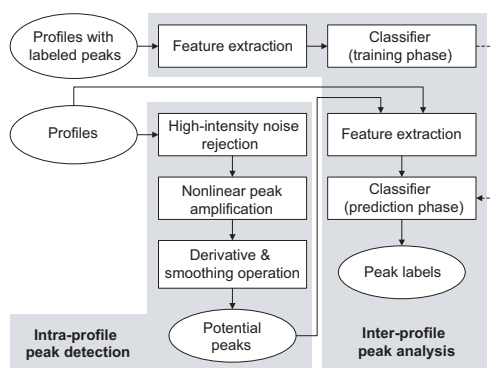 Profiles with
labeled peaks
Feature extraction
Classifier
(training phase)
Profiles
High-intensity noise
rejection
Feature extraction
Nonlinear peak
amplification
Classifier
(prediction phase)
Derivative &
smoothing operation
Peak labels
Potential
peaks
Intra-profile
peak detection
Inter-profile
peak analysis